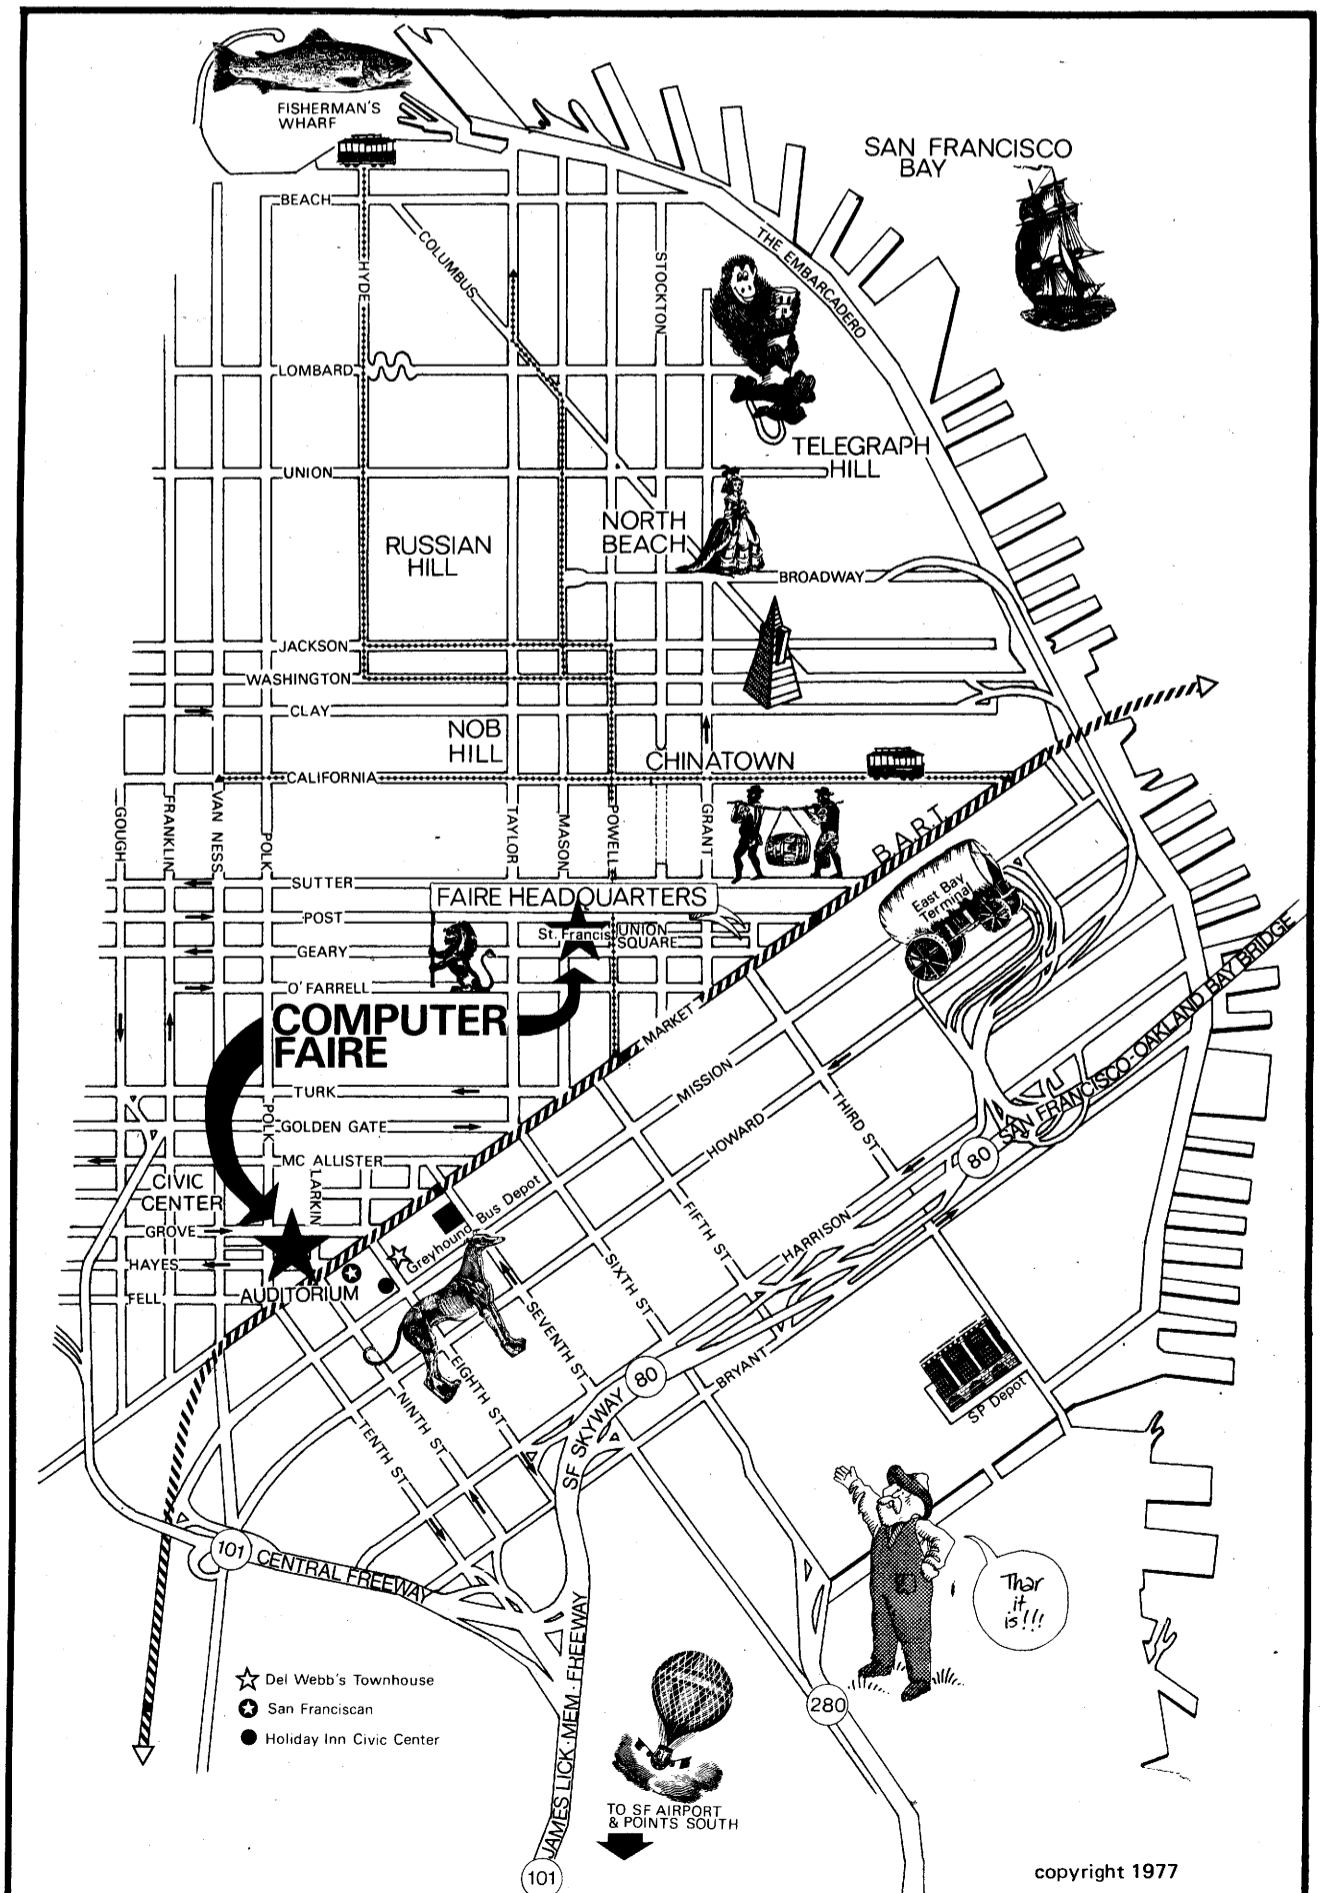 FISHERMAN'S
WHARF
SAN FRANCISCO
BAY
BEACH
HYDE
COLUMBUS
STOCKTON
THE EMBARCADERO
LOMBARD
TELEGRAPH
HILL
UNION
NORTH
BEACH
RUSSIAN
HILL
BROADWAY
JACKSON
WASHINGTON
CLAY
NOB
HILL
CHINATOWN
CALIFORNIA
GOUGH
FRANKLIN
VAN NESS
POLK
TAYLOR
MASON
POWELL
GRANT
BART
SUTTER
FAIRE HEADQUARTERS
East Bay
Terminal
POST
St. Francis
UNION
SQUARE
GEARY
O'FARRELL
COMPUTER
FAIRE
MARKET
MISSION
HOWARD
THIRD ST
SAN FRANCISCO-OAKLAND BAY BRIDGE
80
TURK
POLK
GOLDEN GATE
MC ALLISTER
LARKIN
CIVIC
CENTER
GROVE
HAYES
FELL
AUDITORIUM
Greyhound Bus Depot
HARRISON
FIFTH ST
SIXTH ST
SEVENTH ST
EIGHTH ST
NINTH ST
TENTH ST
80
BRYANT
SF SKYWAY
SP Depot
101
CENTRAL FREEWAY
Thar
it
is!!!
JAMES LICK MEM. FREEWAY
280
Del Webb's Townhouse
San Franciscan
Holiday Inn Civic Center
TO SF AIRPORT
& POINTS SOUTH
101
copyright 1977